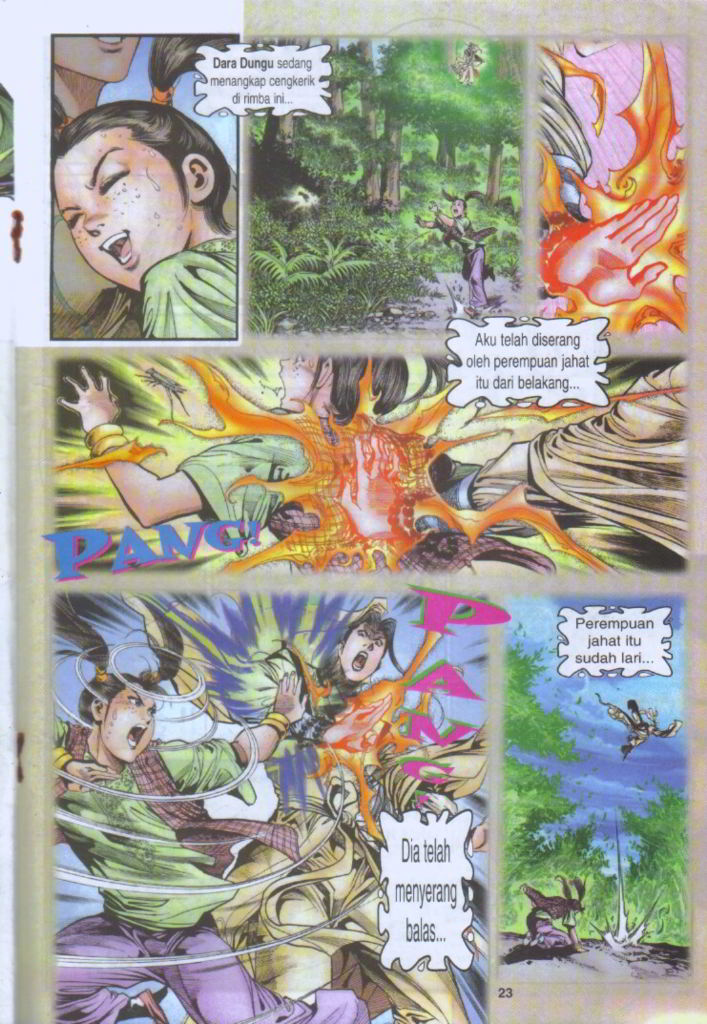 Dara Dungu sedang
menangkap cengkerik
di rimba ini...
Aku telah diserang
oleh perempuan jahat
itu dari belakang...
PANG!
PANG!
Dia telah
menyerang
balas...
Perempuan
jahat itu
sudah lari...
23